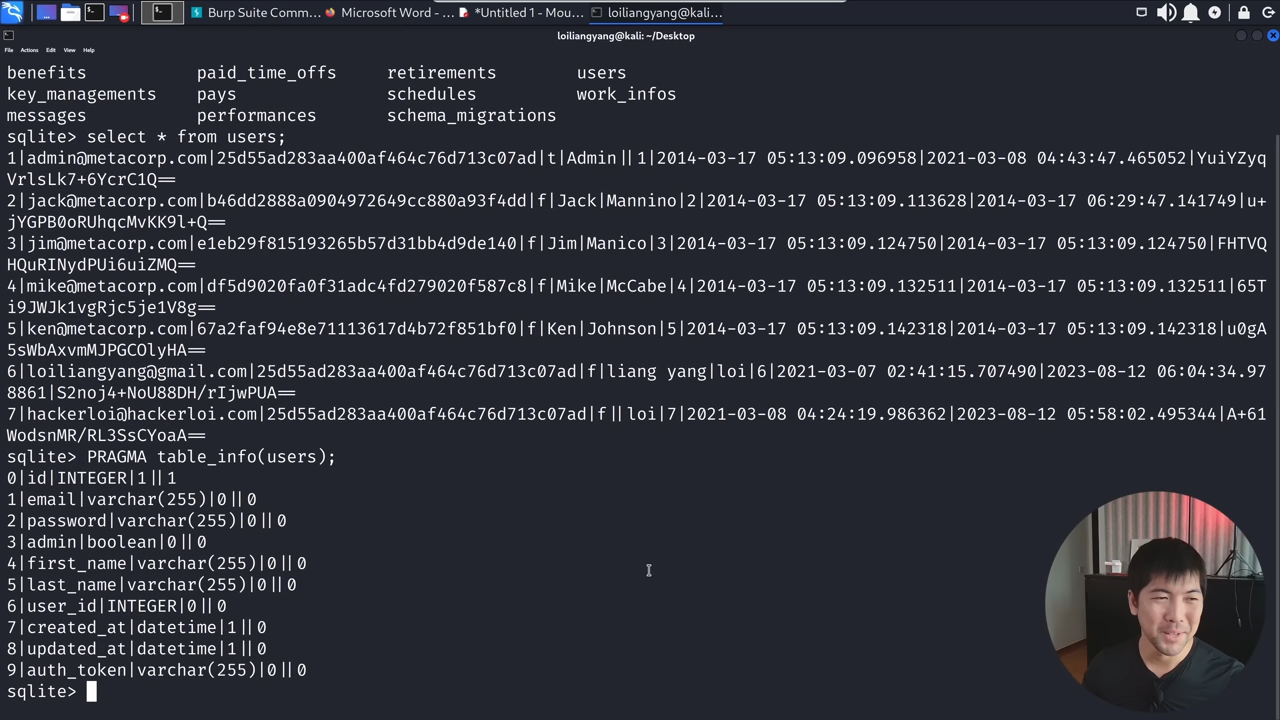 Burp Suite Comm...
Microsoft Word - ...
*Untitled 1 - Mou...
loiliangyang@kali...
loiliangyang@kali: ~/Desktop
File Actions Edit View Help
benefits paid_time_offs retirements users
key_managements pays schedules work_infos
messages performances schema_migrations
sqlite> select * from users;
1|admin@metacorp.com|25d55ad283aa400af464c76d713c07ad|t|Admin||1|2014-03-17 05:13:09.096958|2021-03-08 04:43:47.465052|YuiYZyq
VrlsLk7+6YcrC1Q==
2|jack@metacorp.com|b46dd2888a0904972649cc880a93f4dd|f|Jack|Mannino|2|2014-03-17 05:13:09.113628|2014-03-17 06:29:47.141749|u+
jYGPB0oRUhqcMvKK9l+Q==
3|jim@metacorp.com|e1eb29f815193265b57d31bb4d9de140|f|Jim|Manico|3|2014-03-17 05:13:09.124750|2014-03-17 05:13:09.124750|FHTVQ
HQuRINydPUi6uiZMQ==
4|mike@metacorp.com|df5d9020fa0f31adc4fd279020f587c8|f|Mike|McCabe|4|2014-03-17 05:13:09.132511|2014-03-17 05:13:09.132511|65T
i9JWJk1vgRjc5je1V8g==
5|ken@metacorp.com|67a2faf94e8e71113617d4b72f851bf0|f|Ken|Johnson|5|2014-03-17 05:13:09.142318|2014-03-17 05:13:09.142318|u0gA
5sWbAxvmMJPGCOlyHA==
6|loiliangyang@gmail.com|25d55ad283aa400af464c76d713c07ad|f|liang yang|loi|6|2021-03-07 02:41:15.707490|2023-08-12 06:04:34.97
8861|S2noj4+NoU88DH/rIjwPUA==
7|hackerloi@hackerloi.com|25d55ad283aa400af464c76d713c07ad|f||loi|7|2021-03-08 04:24:19.986362|2023-08-12 05:58:02.495344|A+61
WodsnMR/RL3SsCYoaA==
sqlite> PRAGMA table_info(users);
0|id|INTEGER|1||1
1|email|varchar(255)|0||0
2|password|varchar(255)|0||0
3|admin|boolean|0||0
4|first_name|varchar(255)|0||0
5|last_name|varchar(255)|0||0
6|user_id|INTEGER|0||0
7|created_at|datetime|1||0
8|updated_at|datetime|1||0
9|auth_token|varchar(255)|0||0
sqlite>